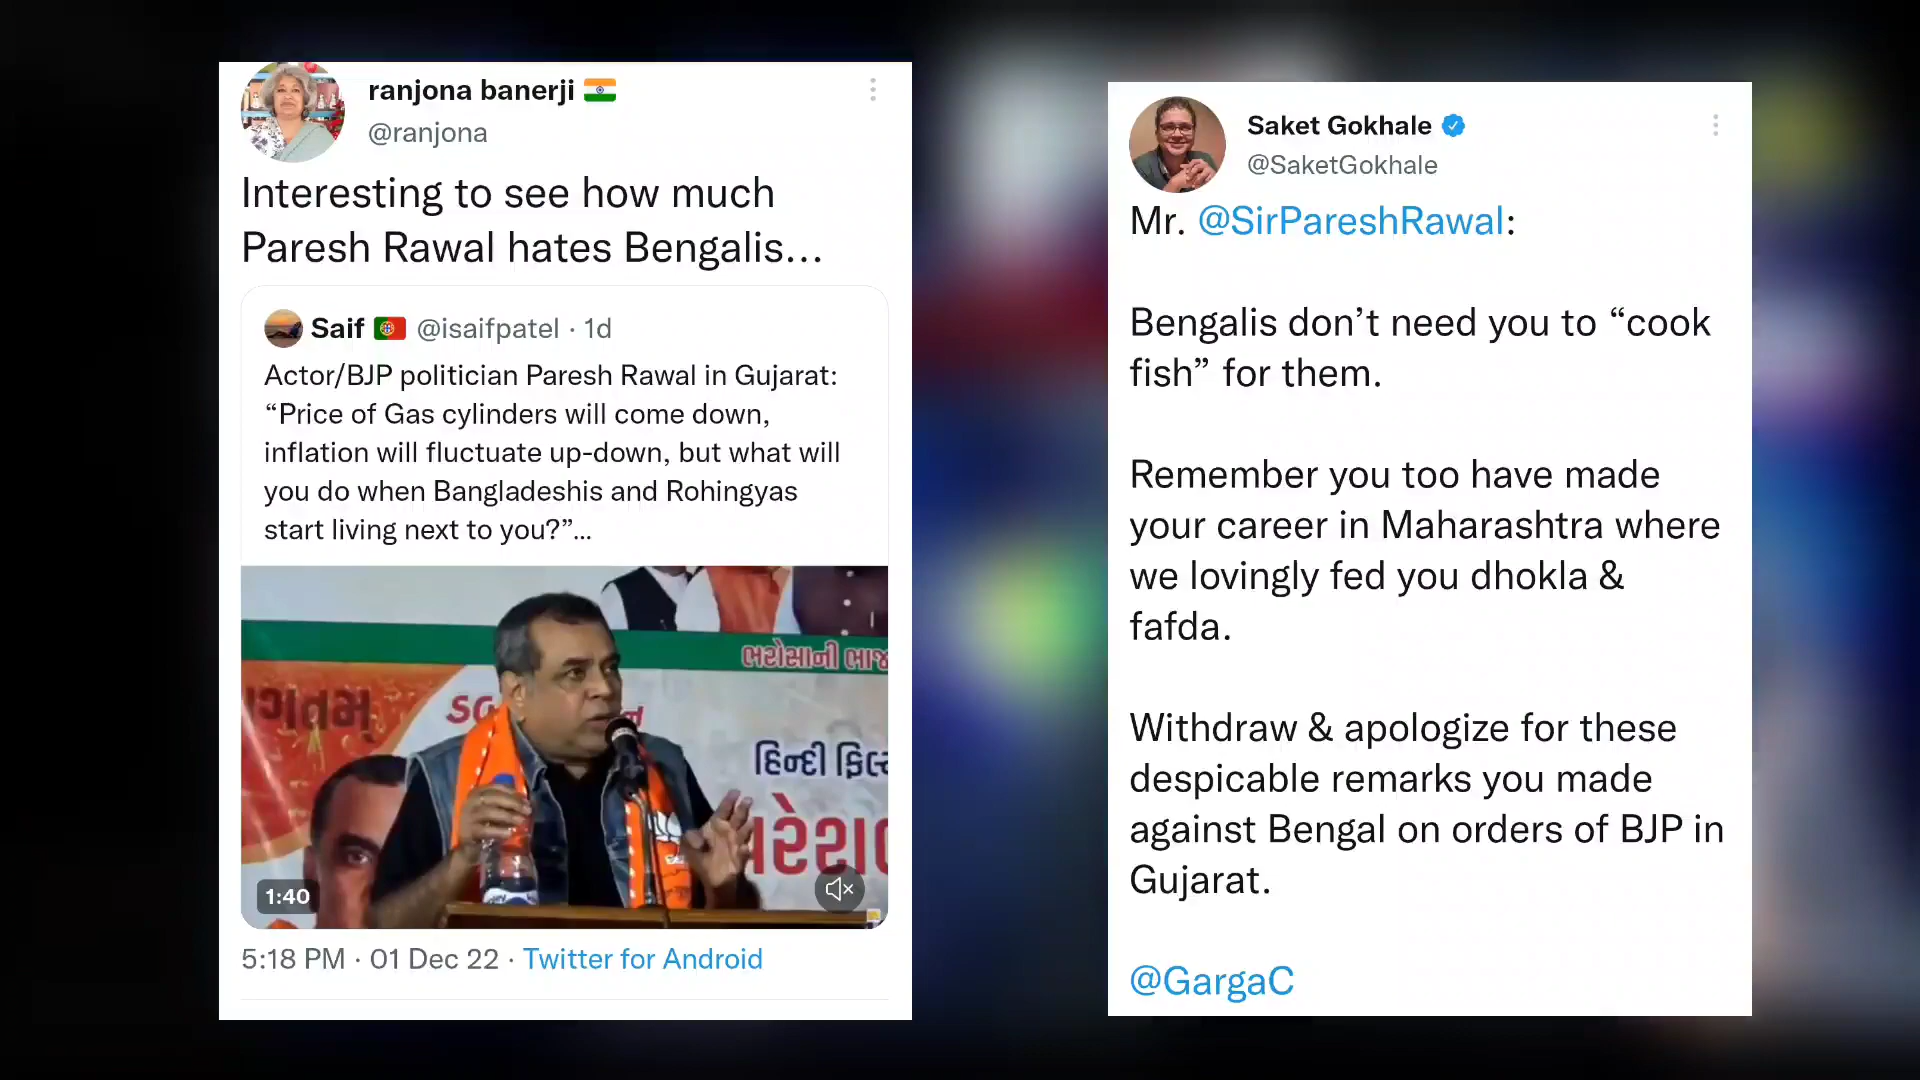 ranjona banerji
@ranjona
Interesting to see how much
Paresh Rawal hates Bengalis...
Saif @isaifpatel · 1d
Actor/BJP politician Paresh Rawal in Gujarat:
“Price of Gas cylinders will come down,
inflation will fluctuate up-down, but what will
you do when Bangladeshis and Rohingyas
start living next to you?”...
ભરોસાની ભાજ
હિન્દી ફિલ્
1:40
5:18 PM · 01 Dec 22 · Twitter for Android
Saket Gokhale
@SaketGokhale
Mr. @SirPareshRawal:
Bengalis don’t need you to “cook
fish” for them.
Remember you too have made
your career in Maharashtra where
we lovingly fed you dhokla &
fafda.
Withdraw & apologize for these
despicable remarks you made
against Bengal on orders of BJP in
Gujarat.
@GargaC